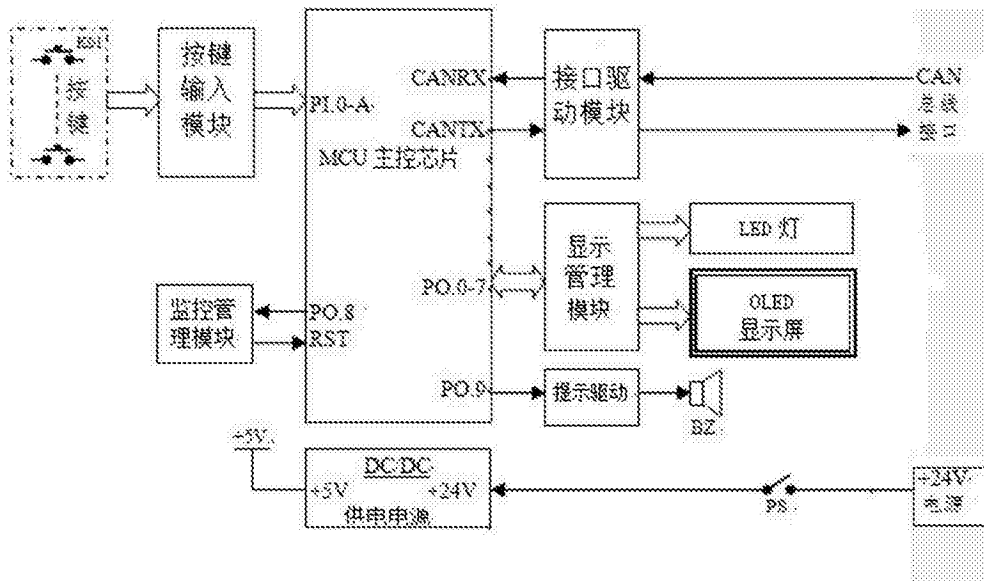 按键
按键
输入
模块
PI.0-A
CANRX
CANTX
MCU 主控芯片
接口驱
动模块
CAN
总线
接口
显示
管理
模块
LED 灯
OLED
显示屏
PO.0-7
监控管
理模块
PO.8
RST
PO.9
提示驱动
BZ
+5V
DC/DC
+5V
+24V
供电电源
PS
+24V
电源